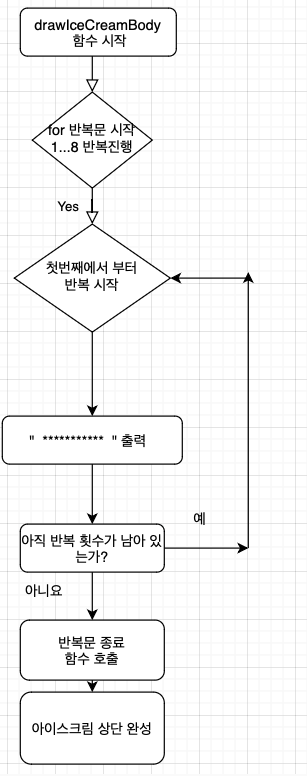 drawIceCreamBody
함수 시작
for 반복문 시작
1...8 반복진행
Yes
첫번째에서 부터
반복 시작
" *********** " 출력
예
아직 반복 횟수가 남아 있
는가?
아니요
반복문 종료
함수 호출
아이스크림 상단 완성